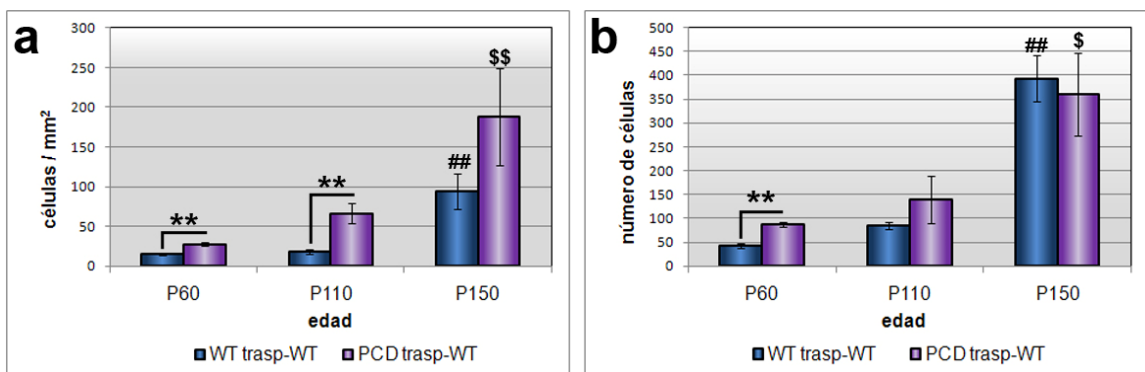 a
células / mm²
300
250
200
150
100
50
0
**
**
##
$$
P60 P110 P150
edad
WT trasp-WT PCD trasp-WT
b
número de células
500
450
400
350
300
250
200
150
100
50
0
**
##
$
P60 P110 P150
edad
WT trasp-WT PCD trasp-WT